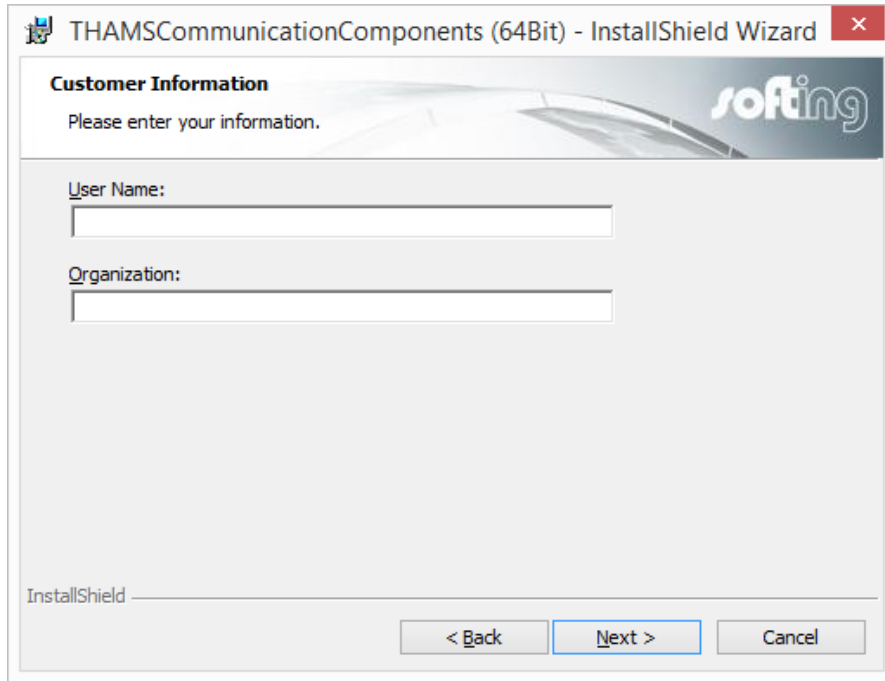 THAMSCommunicationComponents (64Bit) - InstallShield Wizard
Customer Information
Please enter your information.
softing
User Name:
Organization:
InstallShield
< Back
Next >
Cancel